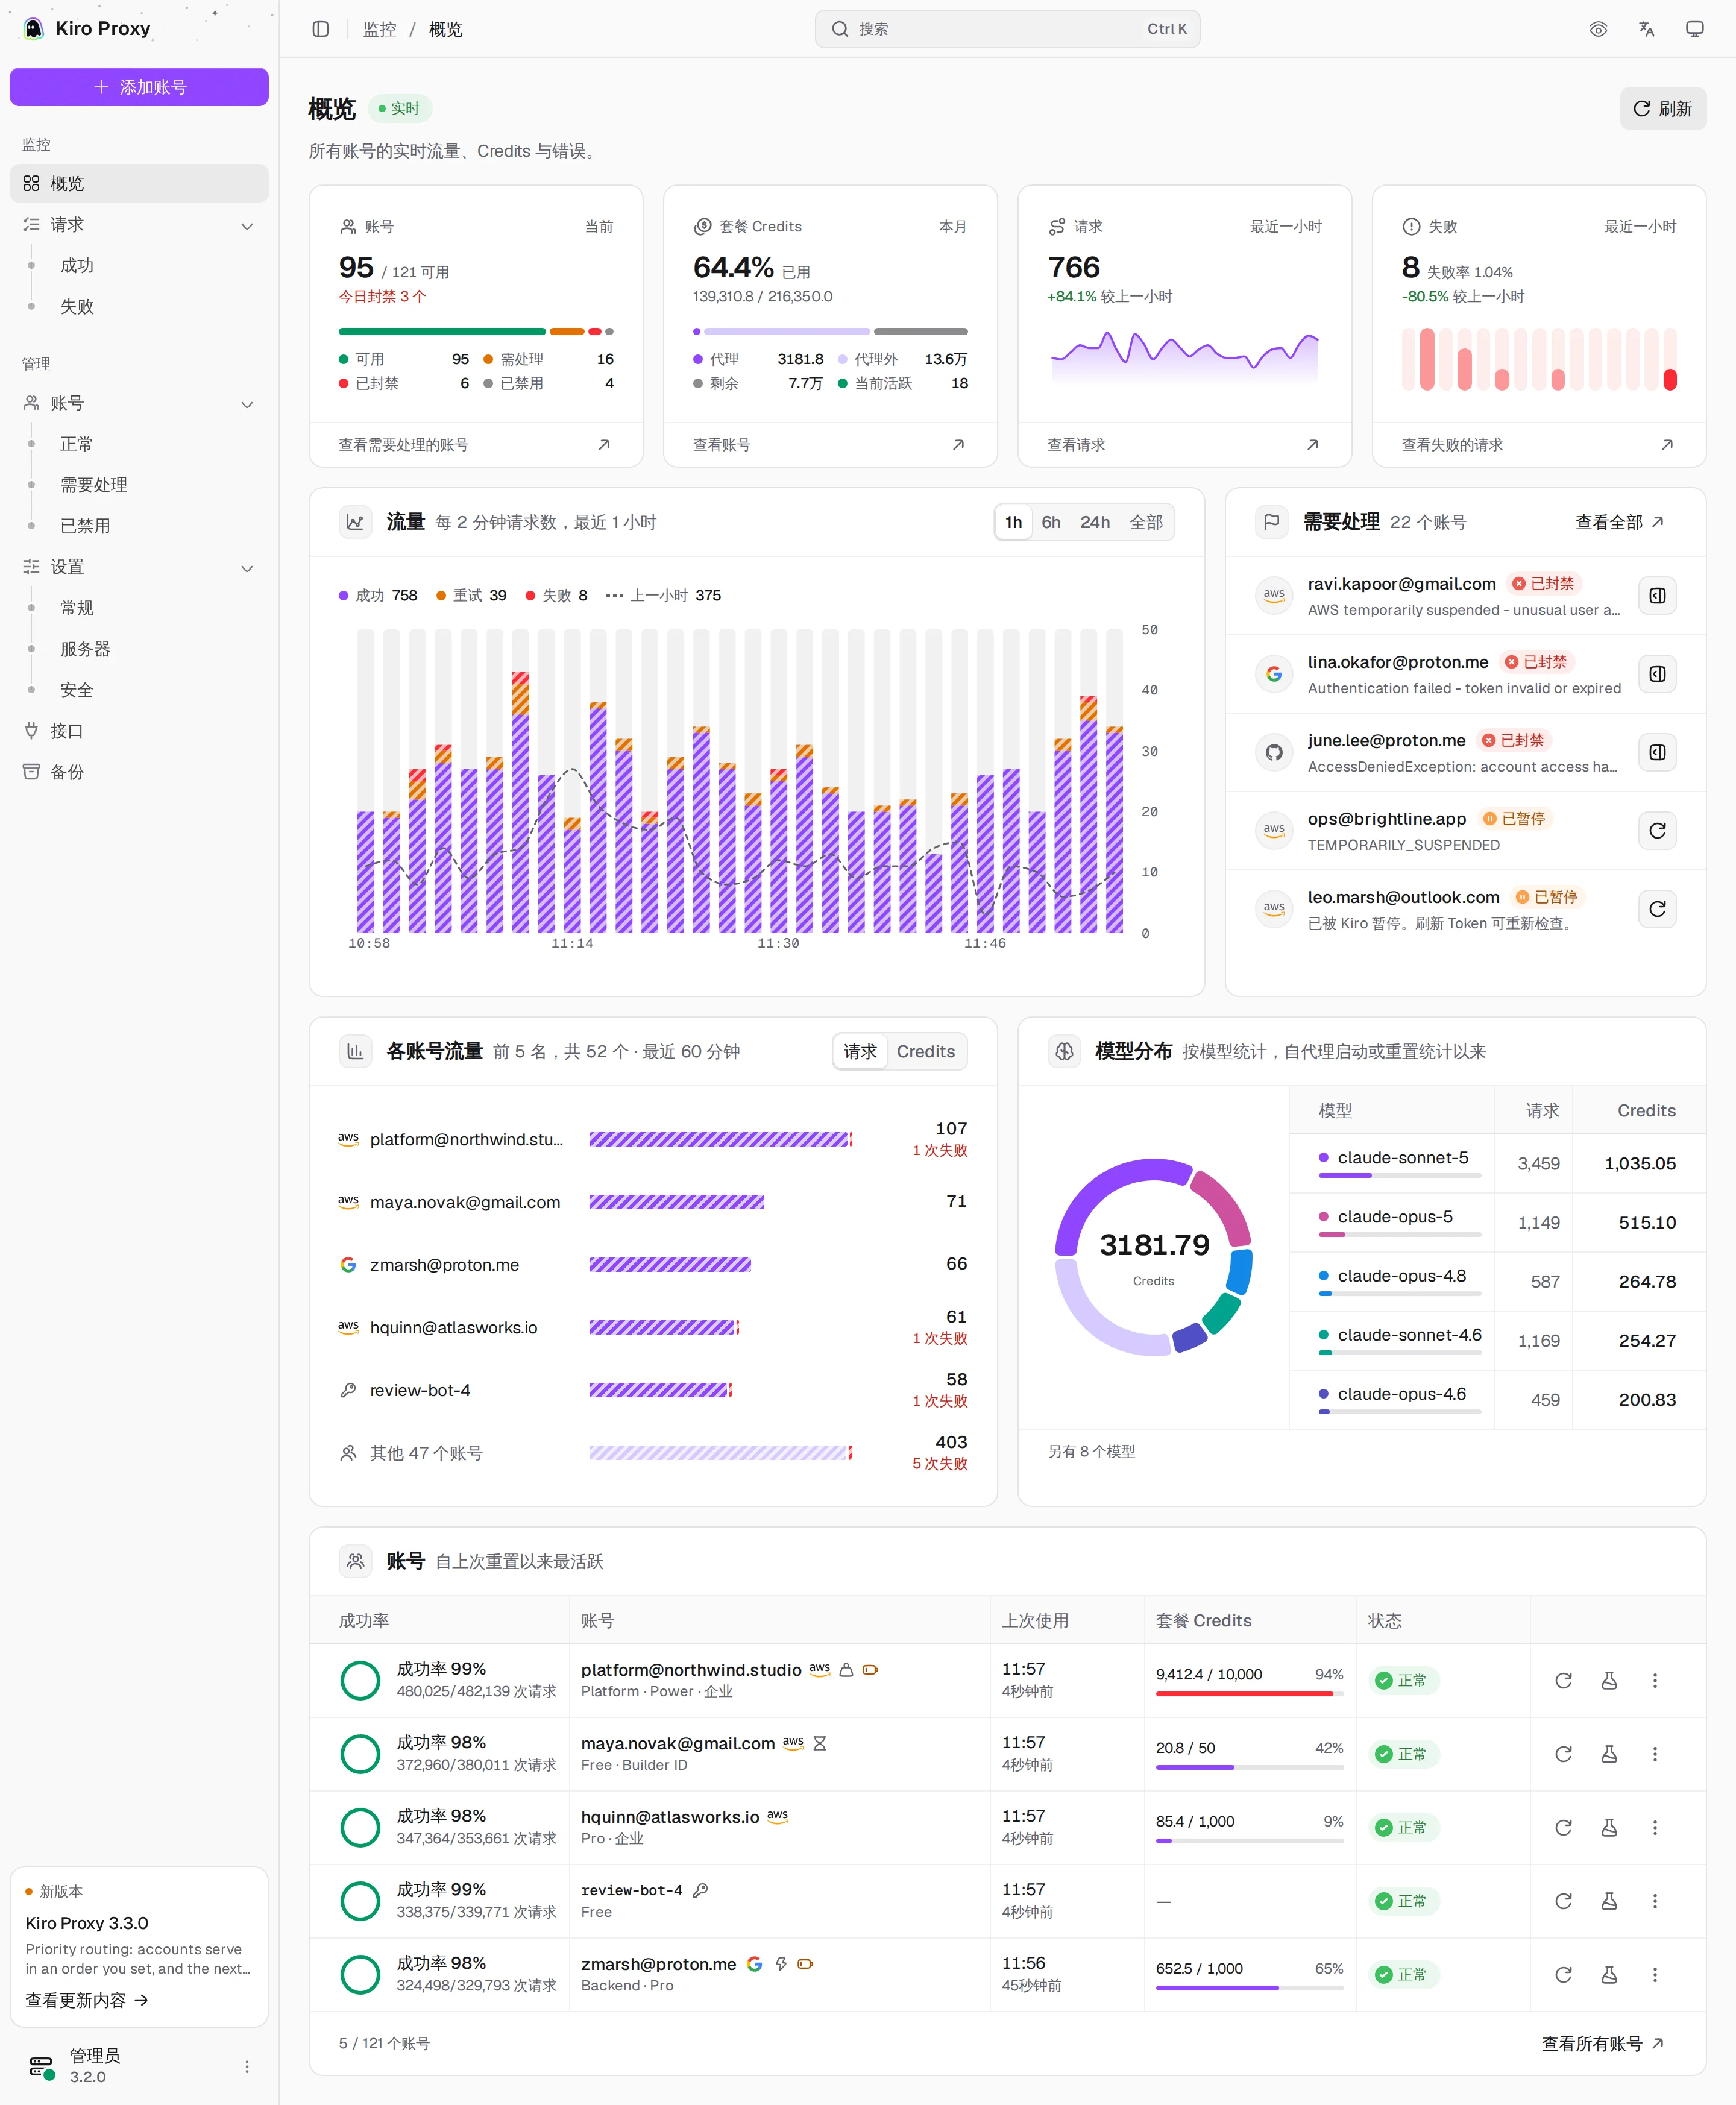 Kiro Proxy
添加账号
监控
概览
请求
成功
失败
管理
账号
正常
需要处理
已禁用
设置
常规
服务器
安全
接口
备份
新版本
Kiro Proxy 3.3.0
Priority routing: accounts serve
in an order you set, and the next...
查看更新内容
管理员
3.2.0
监控 / 概览
搜索 Ctrl K
概览 实时
刷新
所有账号的实时流量、Credits 与错误。
账号 当前
95 / 121 可用
今日封禁 3 个
可用 95 需处理 16
已封禁 6 已禁用 4
查看需要处理的账号
套餐 Credits 本月
64.4% 已用
139,310.8 / 216,350.0
代理 3181.8 代理外 13.6万
剩余 7.7万 当前活跃 18
查看账号
请求 最近一小时
766
+84.1% 较上一小时
查看请求
失败 最近一小时
8 失败率 1.04%
-80.5% 较上一小时
查看失败的请求
流量 每 2 分钟请求数，最近 1 小时
1h 6h 24h 全部
成功 758 重试 39 失败 8 上一小时 375
50
40
30
20
10
0
10:58 11:14 11:30 11:46
需要处理 22 个账号 查看全部
aws ravi.kapoor@gmail.com 已封禁
AWS temporarily suspended - unusual user a...
lina.okafor@proton.me 已封禁
Authentication failed - token invalid or expired
june.lee@proton.me 已封禁
AccessDeniedException: account access ha...
aws ops@brightline.app 已暂停
TEMPORARILY_SUSPENDED
aws leo.marsh@outlook.com 已暂停
已被 Kiro 暂停。刷新 Token 可重新检查。
各账号流量 前 5 名，共 52 个 · 最近 60 分钟
请求 Credits
aws platform@northwind.stu... 107
1 次失败
aws maya.novak@gmail.com 71
zmarsh@proton.me 66
aws hquinn@atlasworks.io 61
1 次失败
review-bot-4 58
1 次失败
其他 47 个账号 403
5 次失败
模型分布 按模型统计，自代理启动或重置统计以来
3181.79
Credits
模型 请求 Credits
claude-sonnet-5 3,459 1,035.05
claude-opus-5 1,149 515.10
claude-opus-4.8 587 264.78
claude-sonnet-4.6 1,169 254.27
claude-opus-4.6 459 200.83
另有 8 个模型
账号 自上次重置以来最活跃
成功率 账号 上次使用 套餐 Credits 状态
成功率 99% platform@northwind.studio aws 11:57 9,412.4 / 10,000 94% 正常
480,025/482,139 次请求 Platform · Power · 企业 4秒钟前
成功率 98% maya.novak@gmail.com aws 11:57 20.8 / 50 42% 正常
372,960/380,011 次请求 Free · Builder ID 4秒钟前
成功率 98% hquinn@atlasworks.io aws 11:57 85.4 / 1,000 9% 正常
347,364/353,661 次请求 Pro · 企业 4秒钟前
成功率 99% review-bot-4 11:57 — 正常
338,375/339,771 次请求 Free 4秒钟前
成功率 98% zmarsh@proton.me 11:56 652.5 / 1,000 65% 正常
324,498/329,793 次请求 Backend · Pro 45秒钟前
5 / 121 个账号 查看所有账号